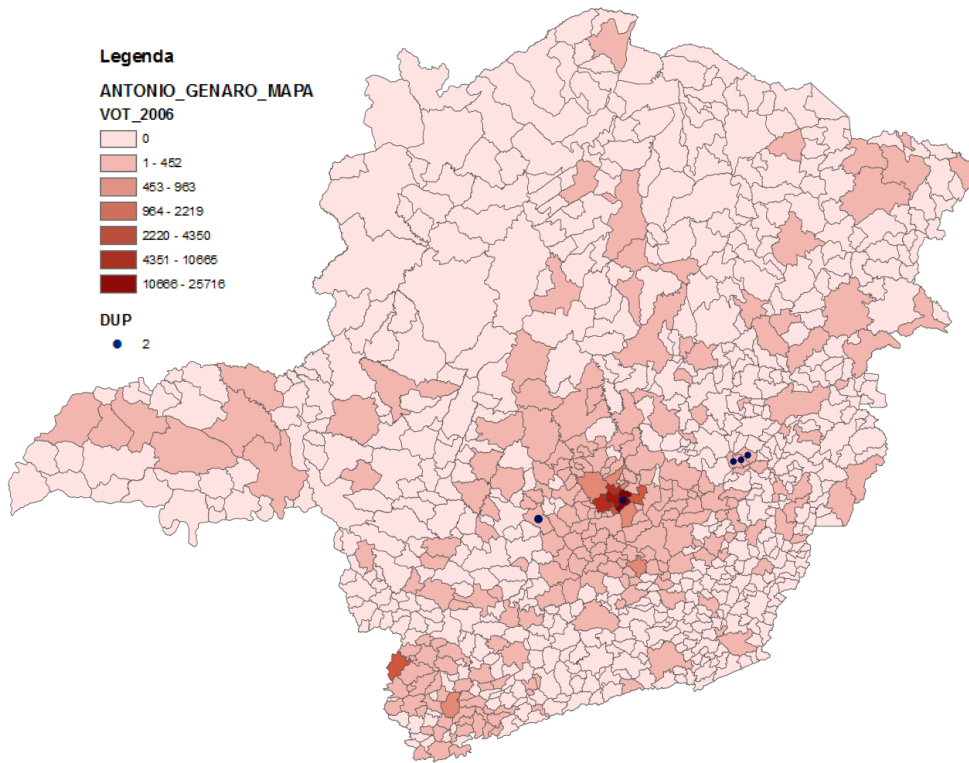 Legenda
ANTONIO_GENARO_MAPA
VOT_2006
0
1 - 452
453 - 963
964 - 2219
2220 - 4350
4351 - 10665
10666 - 25716
DUP
2